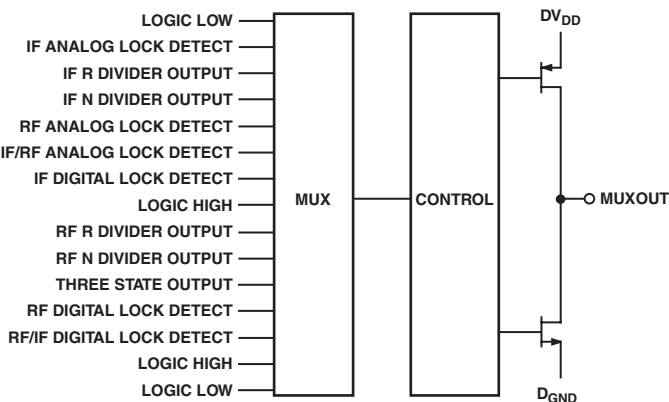 LOGIC LOW
IF ANALOG LOCK DETECT
IF R DIVIDER OUTPUT
IF N DIVIDER OUTPUT
RF ANALOG LOCK DETECT
IF/RF ANALOG LOCK DETECT
IF DIGITAL LOCK DETECT
LOGIC HIGH
RF R DIVIDER OUTPUT
RF N DIVIDER OUTPUT
THREE STATE OUTPUT
RF DIGITAL LOCK DETECT
RF/IF DIGITAL LOCK DETECT
LOGIC HIGH
LOGIC LOW
MUX
CONTROL
DVDD
MUXOUT
DGND